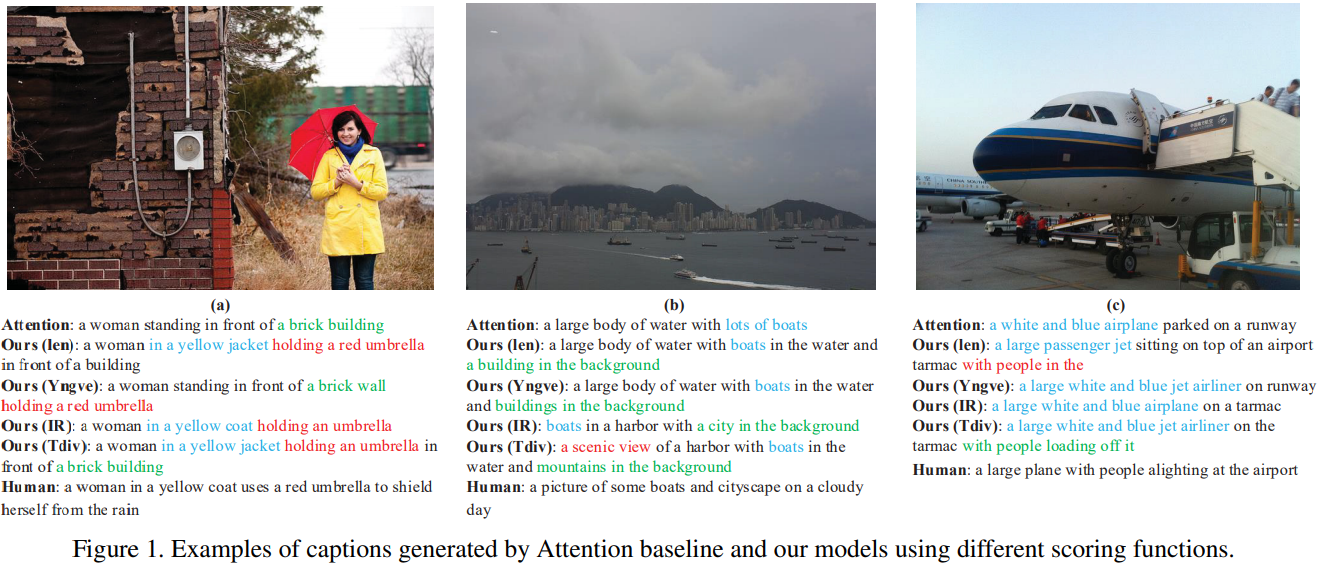 CHINA SOUTH
(a)
Attention: a woman standing in front of a brick building
Ours (len): a woman in a yellow jacket holding a red umbrella
in front of a building
Ours (Yngve): a woman standing in front of a brick wall
holding a red umbrella
Ours (IR): a woman in a yellow coat holding an umbrella
Ours (Tdiv): a woman in a yellow jacket holding an umbrella in
front of a brick building
Human: a woman in a yellow coat uses a red umbrella to shield
herself from the rain
(b)
Attention: a large body of water with lots of boats
Ours (len): a large body of water with boats in the water and
a building in the background
Ours (Yngve): a large body of water with boats in the water
and buildings in the background
Ours (IR): boats in a harbor with a city in the background
Ours (Tdiv): a scenic view of a harbor with boats in the
water and mountains in the background
Human: a picture of some boats and cityscape on a cloudy
day
(c)
Attention: a white and blue airplane parked on a runway
Ours (len): a large passenger jet sitting on top of an airport
tarmac with people in the
Ours (Yngve): a large white and blue jet airliner on runway
Ours (IR): a large white and blue airplane on a tarmac
Ours (Tdiv): a large white and blue jet airliner on the
tarmac with people loading off it
Human: a large plane with people alighting at the airport
Figure 1. Examples of captions generated by Attention baseline and our models using different scoring functions.